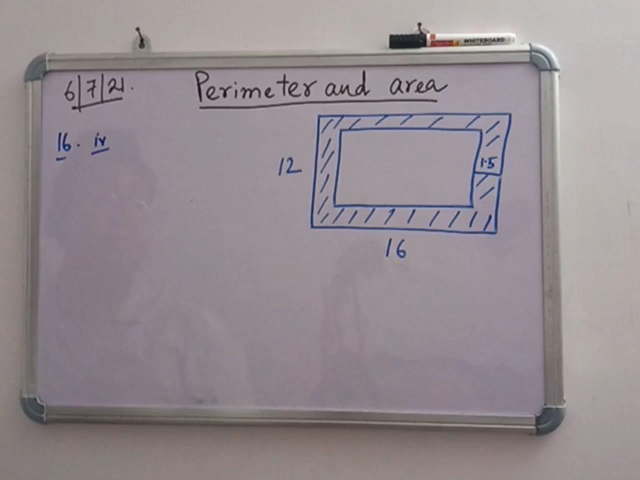 WHITEBOARD
6/7/21.
Perimeter and area
16. iv
12
1.5
16